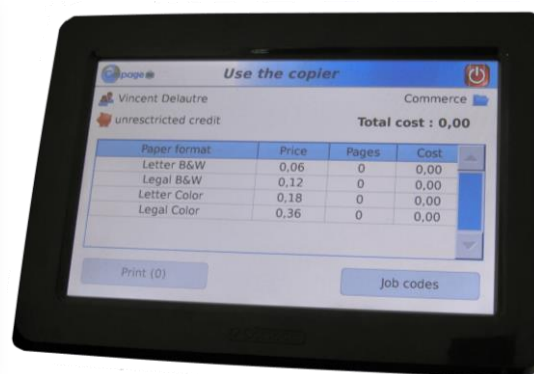 page Use the copier
Vincent Delautre Commerce
unresctricted credit Total cost : 0,00
Paper format Price Pages Cost
Letter B&W 0,06 0 0,00
Legal B&W 0,12 0 0,00
Letter Color 0,18 0 0,00
Legal Color 0,36 0 0,00
Print (0) Job codes